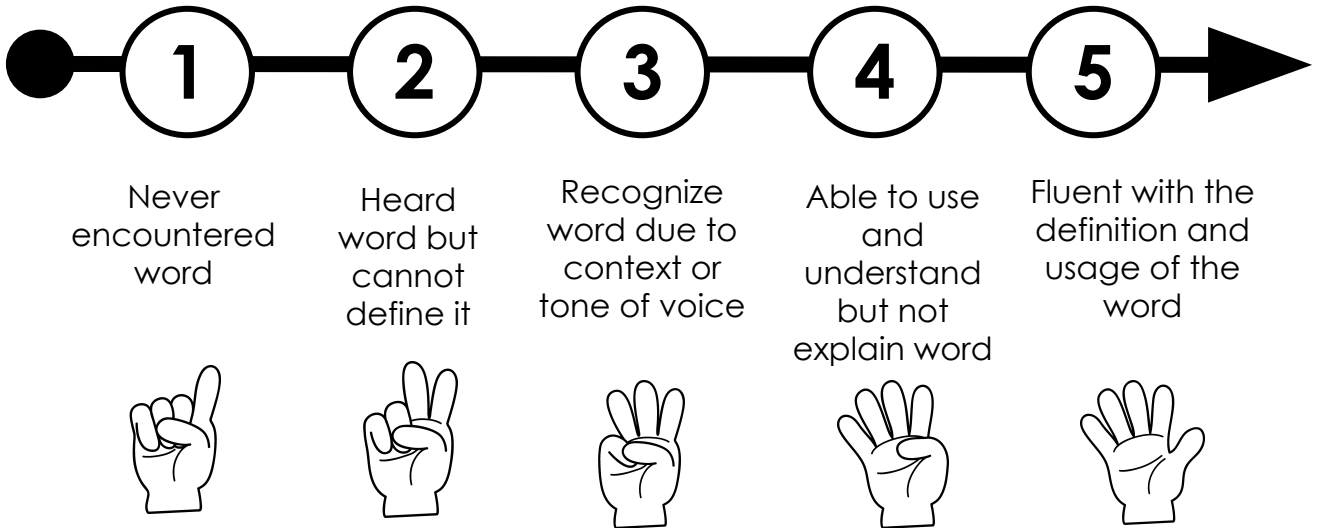 1
2
3
4
5
Never
encountered
word
Heard
word but
cannot
define it
Recognize
word due to
context or
tone of voice
Able to use
and
understand
but not
explain word
Fluent with the
definition and
usage of the
word